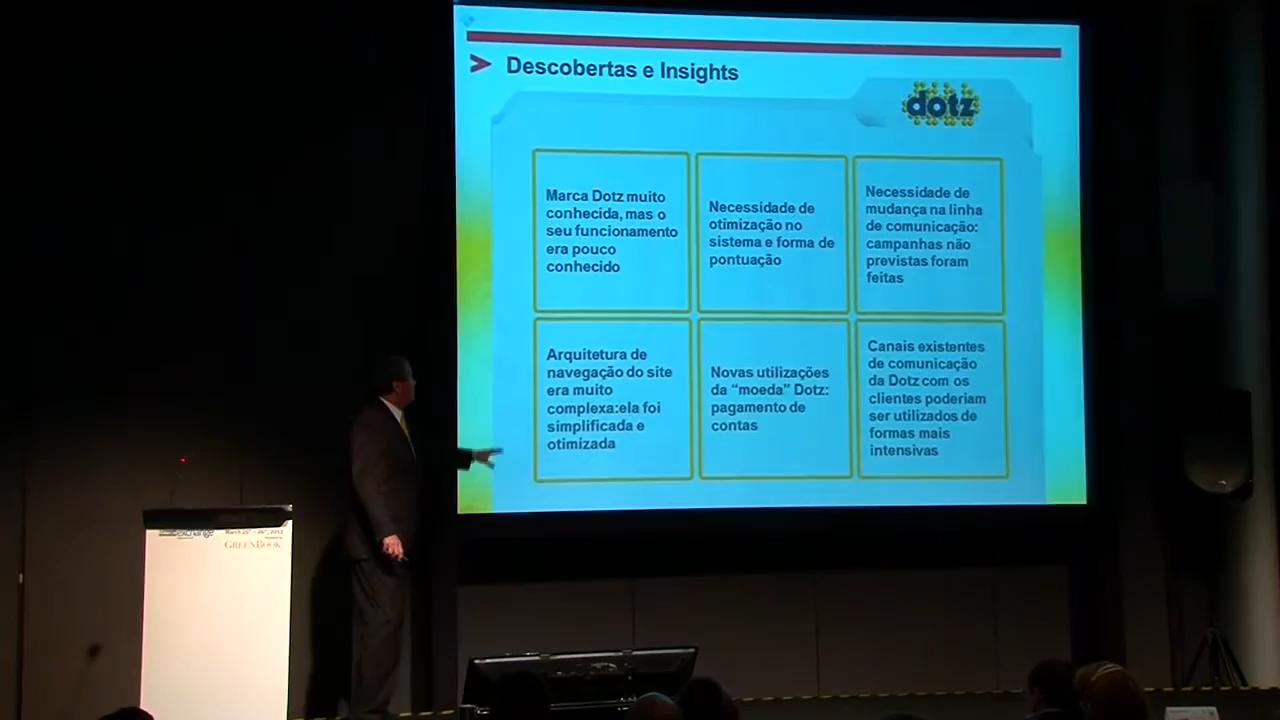 Descobertas e Insights
dotz
Marca Dotz muito
conhecida, mas o
seu funcionamento
era pouco
conhecido
Necessidade de
otimização no
sistema e forma de
pontuação
Necessidade de
mudança na linha
de comunicação:
campanhas não
previstas foram
feitas
Arquitetura de
navegação do site
era muito
complexa:ela foi
simplificada e
otimizada
Novas utilizações
da “moeda” Dotz:
pagamento de
contas
Canais existentes
de comunicação
da Dotz com os
clientes poderiam
ser utilizados de
formas mais
intensivas
GREENBOOK